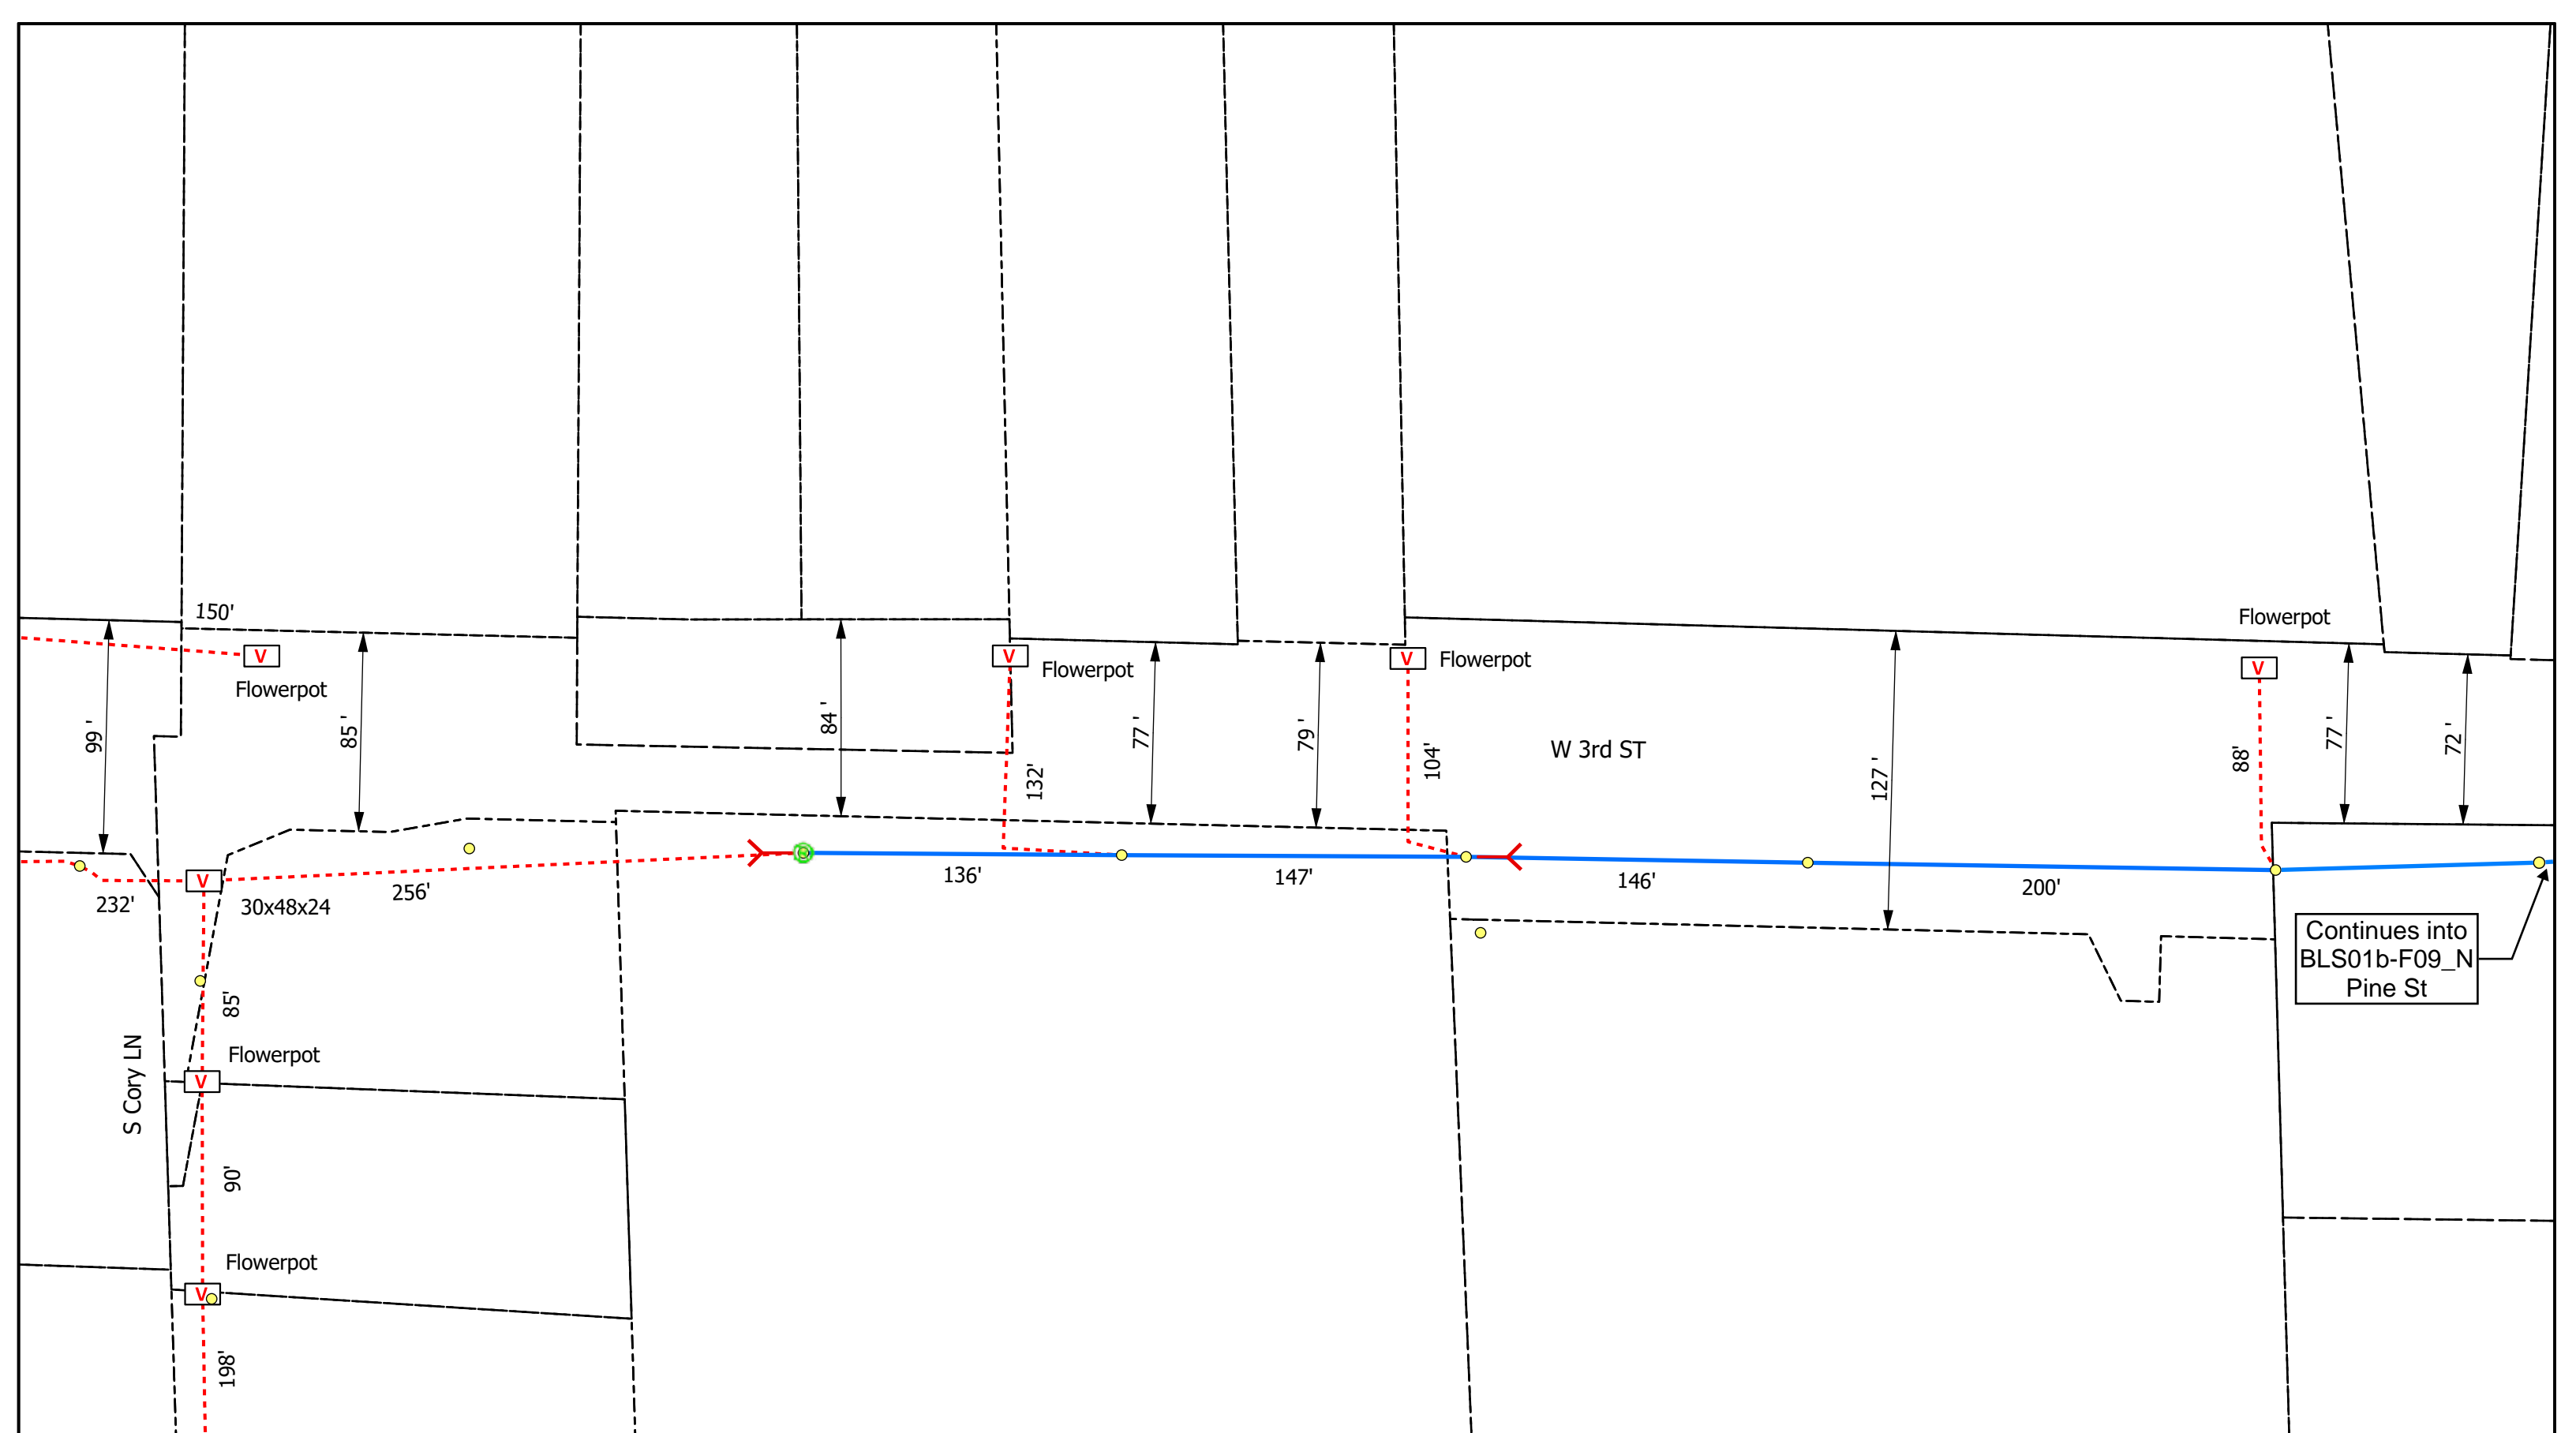 150'
Flowerpot
V
V
Flowerpot
V
Flowerpot
V
Flowerpot
99 '
85 '
84 '
77 '
79 '
W 3rd ST
127 '
77 '
72 '
132'
104'
88'
V
232'
30x48x24
256'
136'
147'
146'
200'
Continues into
BLS01b-F09_N
Pine St
85'
S Cory LN
Flowerpot
V
90'
Flowerpot
V
198'